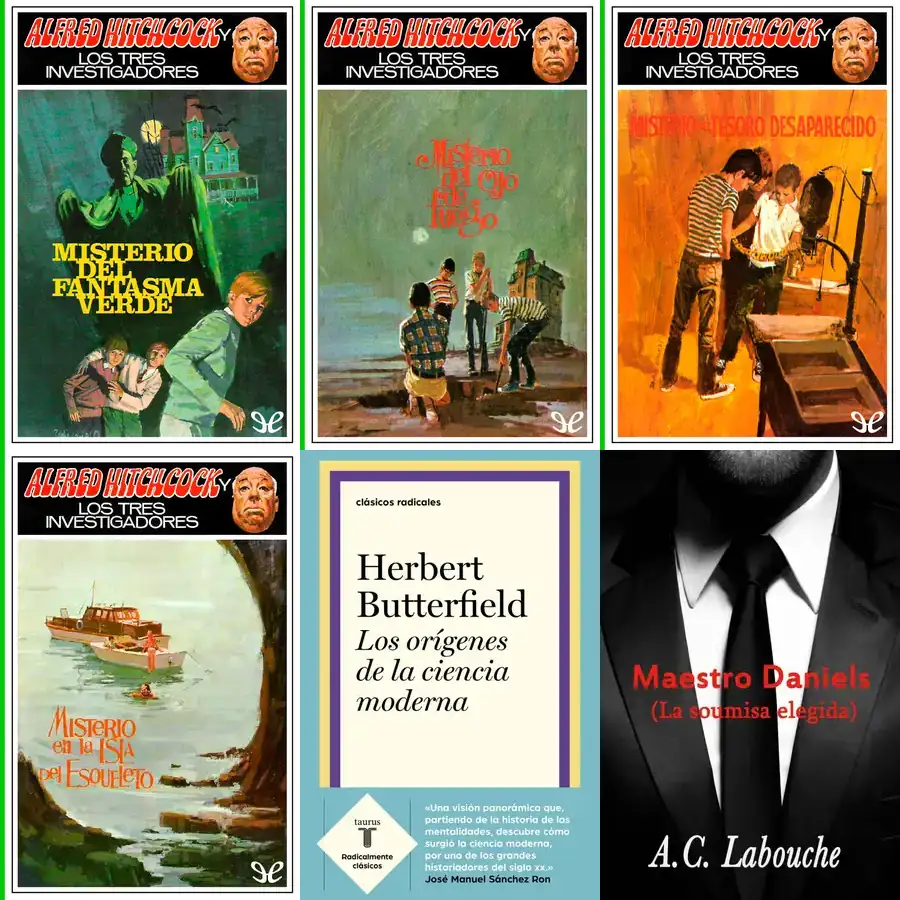 ALFRED HITCHCOCK Y
LOS TRES
INVESTIGADORES
MISTERIO
DEL
FANTASMA
VERDE
ALFRED HITCHCOCK Y
LOS TRES
INVESTIGADORES
Misterio
del Ojo
de
fuego
ALFRED HITCHCOCK Y
LOS TRES
INVESTIGADORES
MISTERIO del TESORO DESAPARECIDO
ALFRED HITCHCOCK Y
LOS TRES
INVESTIGADORES
MISTERIO
en la ISLA
del ESQUELETO
clásicos radicales
Herbert
Butterfield
Los orígenes
de la ciencia
moderna
taurus
T
Radicalmente
clásicos
«Una visión panorámica que,
partiendo de la historia de las
mentalidades, descubre cómo
surgió la ciencia moderna,
por uno de los grandes
historiadores del siglo XX.»
José Manuel Sánchez Ron
Maestro Daniels
(La soumisa elegida)
A.C. Labouche